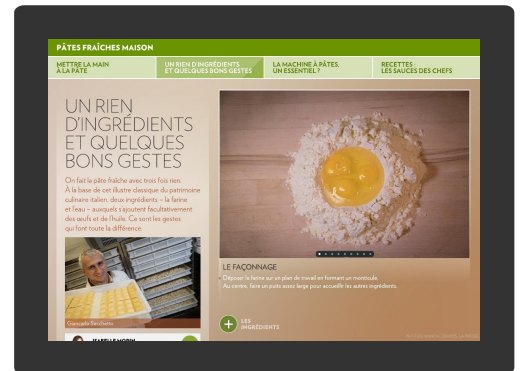 PÂTES FRAÎCHES MAISON
METTRE LA MAIN
À LA PÂTE
UN RIEN D'INGRÉDIENTS
ET QUELQUES BONS GESTES
LA MACHINE À PÂTES,
UN ESSENTIEL ?
RECETTES :
LES SAUCES DES CHEFS
UN RIEN
D'INGRÉDIENTS
ET QUELQUES
BONS GESTES
On fait la pâte fraîche avec trois fois rien.
À la base de cet illustre classique du patrimoine
culinaire italien, deux ingrédients – la farine
et l'eau – auxquels s'ajoutent facultativement
des œufs et de l'huile. Ce sont les gestes
qui font toute la différence.
LE FAÇONNAGE
Déposer la farine sur un plan de travail en formant un monticule.
Au centre, faire un puits assez large pour accueillir les autres ingrédients.
LES
INGRÉDIENTS